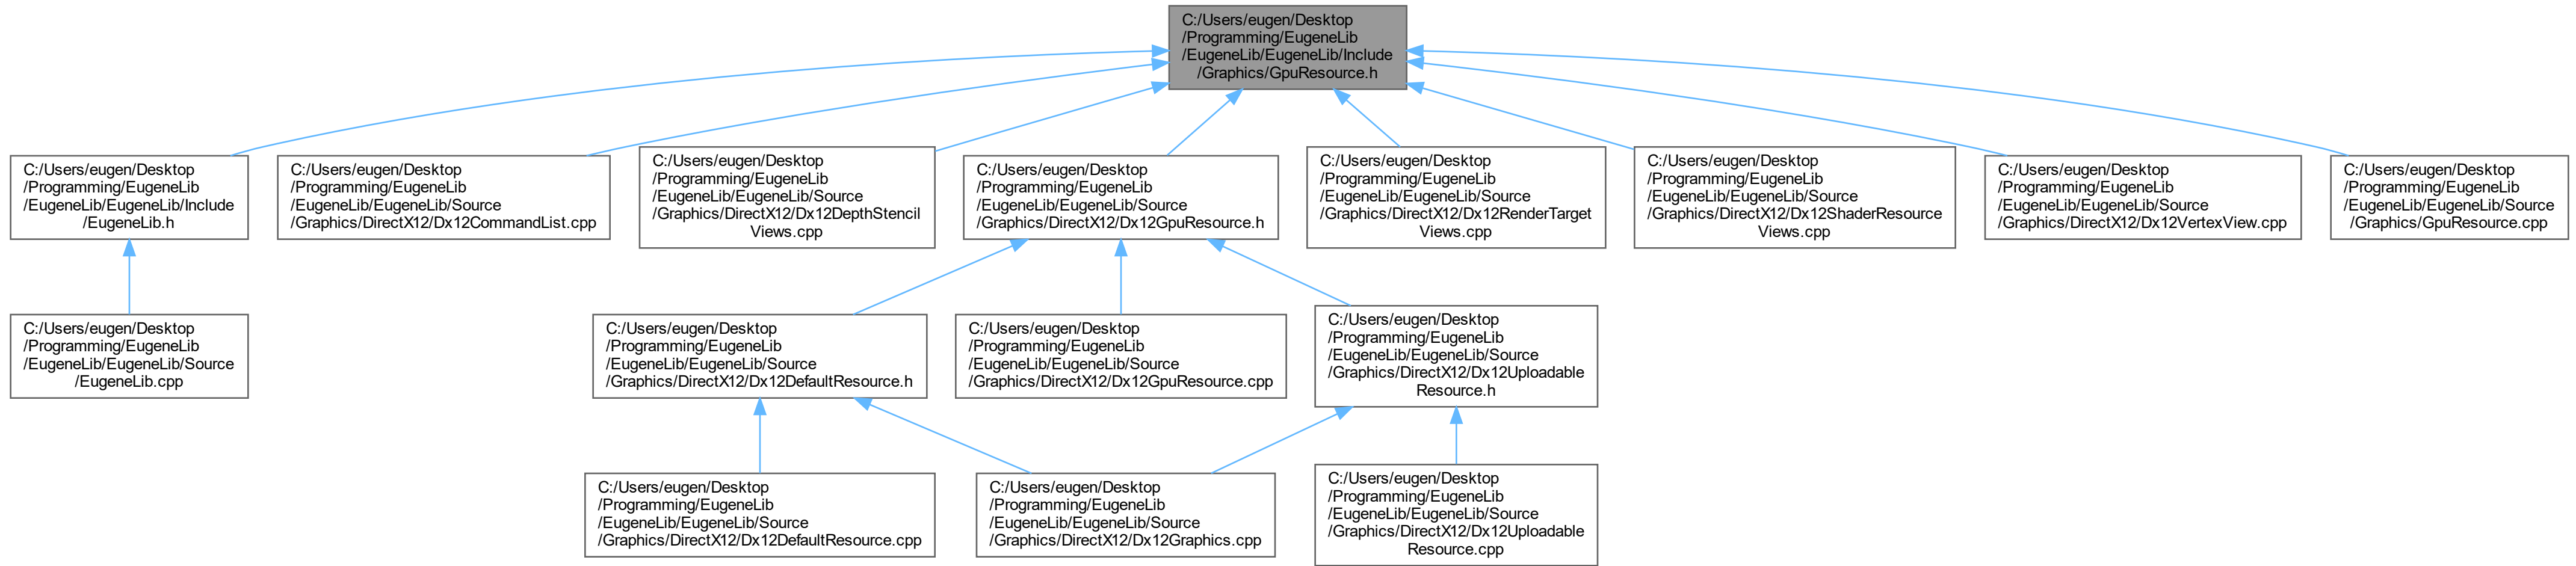 C:/Users/eugen/Desktop
/Programming/EugeneLib
/EugeneLib/EugeneLib/Include
/Graphics/GpuResource.h
C:/Users/eugen/Desktop
/Programming/EugeneLib
/EugeneLib/EugeneLib/Include
/EugeneLib.h
C:/Users/eugen/Desktop
/Programming/EugeneLib
/EugeneLib/EugeneLib/Source
/Graphics/DirectX12/Dx12CommandList.cpp
C:/Users/eugen/Desktop
/Programming/EugeneLib
/EugeneLib/EugeneLib/Source
/Graphics/DirectX12/Dx12DepthStencil
Views.cpp
C:/Users/eugen/Desktop
/Programming/EugeneLib
/EugeneLib/EugeneLib/Source
/Graphics/DirectX12/Dx12GpuResource.h
C:/Users/eugen/Desktop
/Programming/EugeneLib
/EugeneLib/EugeneLib/Source
/Graphics/DirectX12/Dx12RenderTarget
Views.cpp
C:/Users/eugen/Desktop
/Programming/EugeneLib
/EugeneLib/EugeneLib/Source
/Graphics/DirectX12/Dx12ShaderResource
Views.cpp
C:/Users/eugen/Desktop
/Programming/EugeneLib
/EugeneLib/EugeneLib/Source
/Graphics/DirectX12/Dx12VertexView.cpp
C:/Users/eugen/Desktop
/Programming/EugeneLib
/EugeneLib/EugeneLib/Source
/Graphics/GpuResource.cpp
C:/Users/eugen/Desktop
/Programming/EugeneLib
/EugeneLib/EugeneLib/Source
/EugeneLib.cpp
C:/Users/eugen/Desktop
/Programming/EugeneLib
/EugeneLib/EugeneLib/Source
/Graphics/DirectX12/Dx12DefaultResource.h
C:/Users/eugen/Desktop
/Programming/EugeneLib
/EugeneLib/EugeneLib/Source
/Graphics/DirectX12/Dx12GpuResource.cpp
C:/Users/eugen/Desktop
/Programming/EugeneLib
/EugeneLib/EugeneLib/Source
/Graphics/DirectX12/Dx12Uploadable
Resource.h
C:/Users/eugen/Desktop
/Programming/EugeneLib
/EugeneLib/EugeneLib/Source
/Graphics/DirectX12/Dx12DefaultResource.cpp
C:/Users/eugen/Desktop
/Programming/EugeneLib
/EugeneLib/EugeneLib/Source
/Graphics/DirectX12/Dx12Graphics.cpp
C:/Users/eugen/Desktop
/Programming/EugeneLib
/EugeneLib/EugeneLib/Source
/Graphics/DirectX12/Dx12Uploadable
Resource.cpp